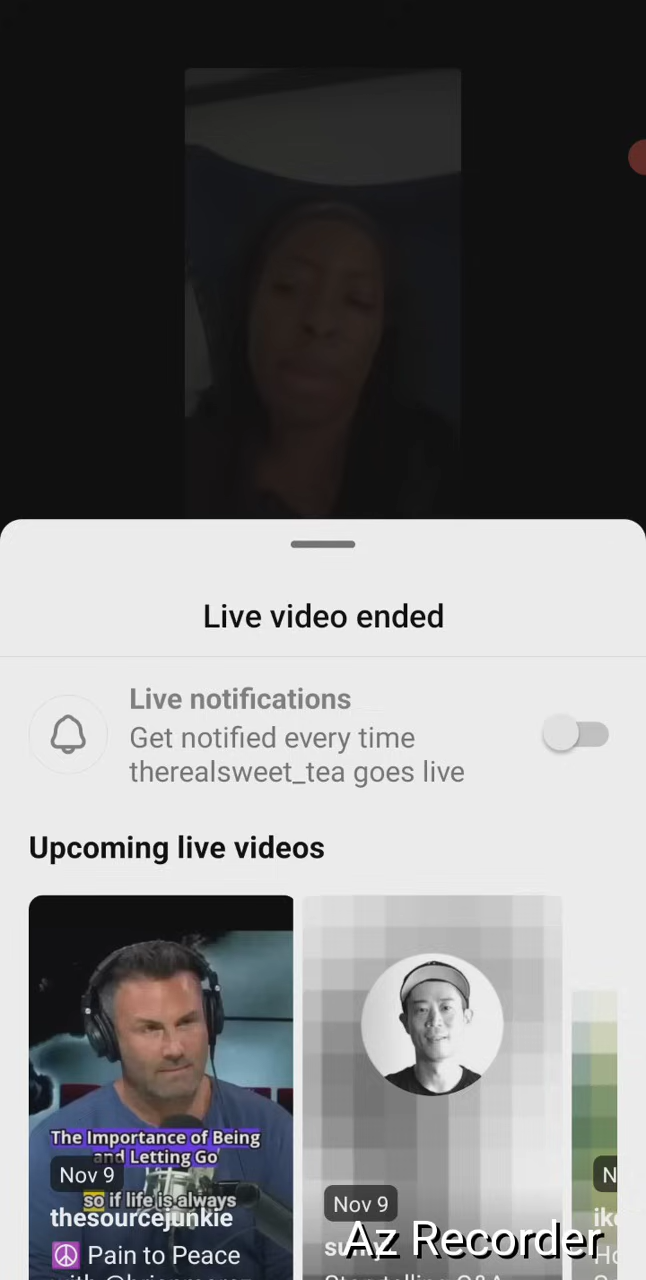 Live video ended
Live notifications
Get notified every time
therealsweet_tea goes live
Upcoming live videos
The Importance of Being
and Letting Go
Nov 9
so if life is always
thesourcejunkie
☮️ Pain to Peace
Nov 9
Az Recorder